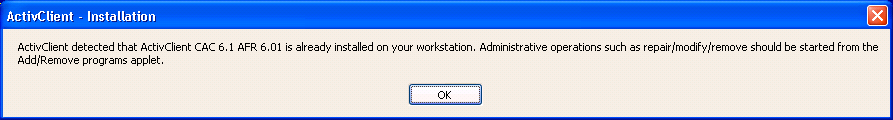 ActivClient - Installation
ActivClient detected that ActivClient CAC 6.1 AFR 6.01 is already installed on your workstation. Administrative operations such as repair/modify/remove should be started from the
Add/Remove programs applet.
OK